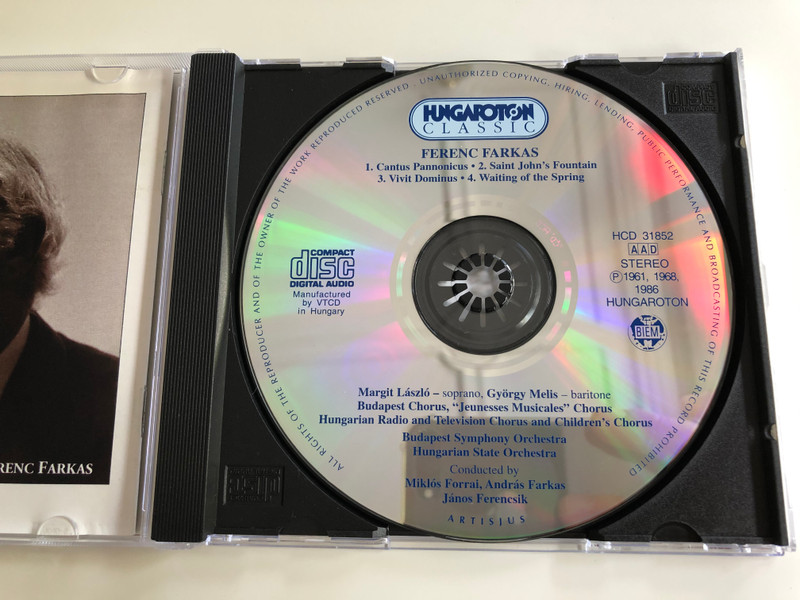 ALL RIGHTS OF THE REPRODUCER AND OF THE OWNER OF THE WORK REPRODUCED RESERVED · UNAUTHORIZED COPYING, HIRING, LENDING, PUBLIC PERFORMANCE AND BROADCASTING OF THIS RECORD PROHIBITED
HUNGAROTON
CLASSIC
FERENC FARKAS
1. Cantus Pannonicus • 2. Saint John's Fountain
3. Vivit Dominus • 4. Waiting of the Spring
COMPACT
disc
DIGITAL AUDIO
Manufactured
by VTCD
in Hungary
HCD 31852
AAD
STEREO
℗ 1961, 1968,
1986
HUNGAROTON
BIEM
Margit László – soprano, György Melis – baritone
Budapest Chorus, "Jeunesses Musicales" Chorus
Hungarian Radio and Television Chorus and Children's Chorus
Budapest Symphony Orchestra
Hungarian State Orchestra
Conducted by
Miklós Forrai, András Farkas
János Ferencsik
ARTISJUS
RENC FARKAS
disc
disc